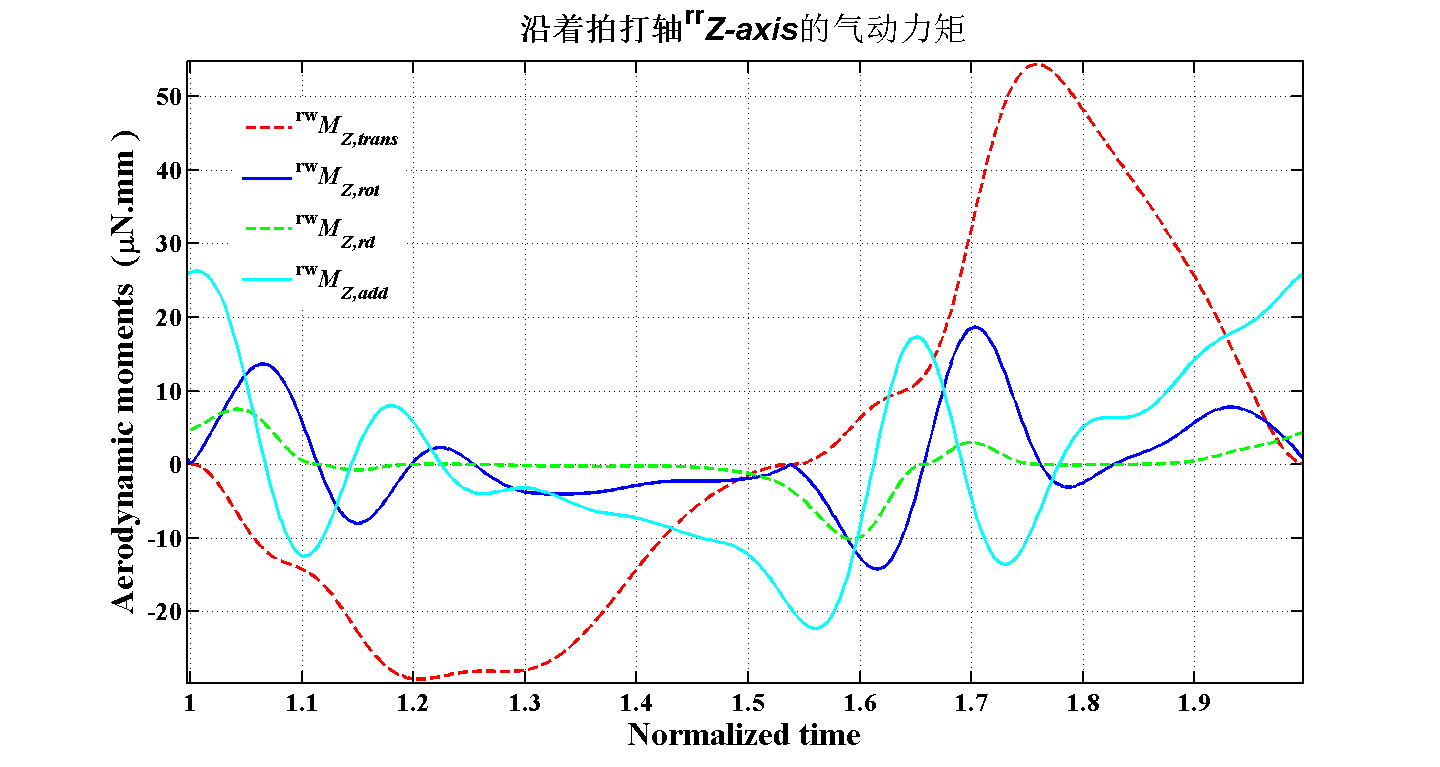 沿着拍打轴rrZ-axis的气动力矩
Aerodynamic moments (μN.mm)
50
40
30
20
10
0
-10
-20
rwMZ,trans
rwMZ,rot
rwMZ,rd
rwMZ,add
1 1.1 1.2 1.3 1.4 1.5 1.6 1.7 1.8 1.9
Normalized time